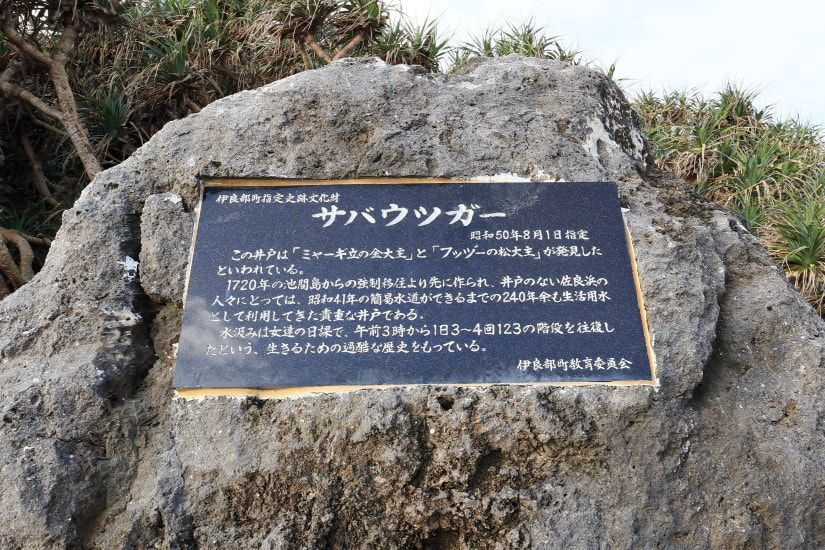 伊良部町指定史跡文化財
サバウツガー
昭和50年8月1日指定
この井戸は「ミャーギ立の金大主」と「フッヅーの松大主」が発見した
といわれている。
1720年の池間島からの強制移住より先に作られ、井戸のない佐良浜の
人々にとっては、昭和41年の簡易水道ができるまでの240年余も生活用水
として利用してきた貴重な井戸である。
水汲みは女達の日課で、午前3時から1日3〜4回123の階段を往復し
たという、生きるための過酷な歴史をもっている。
伊良部町教育委員会